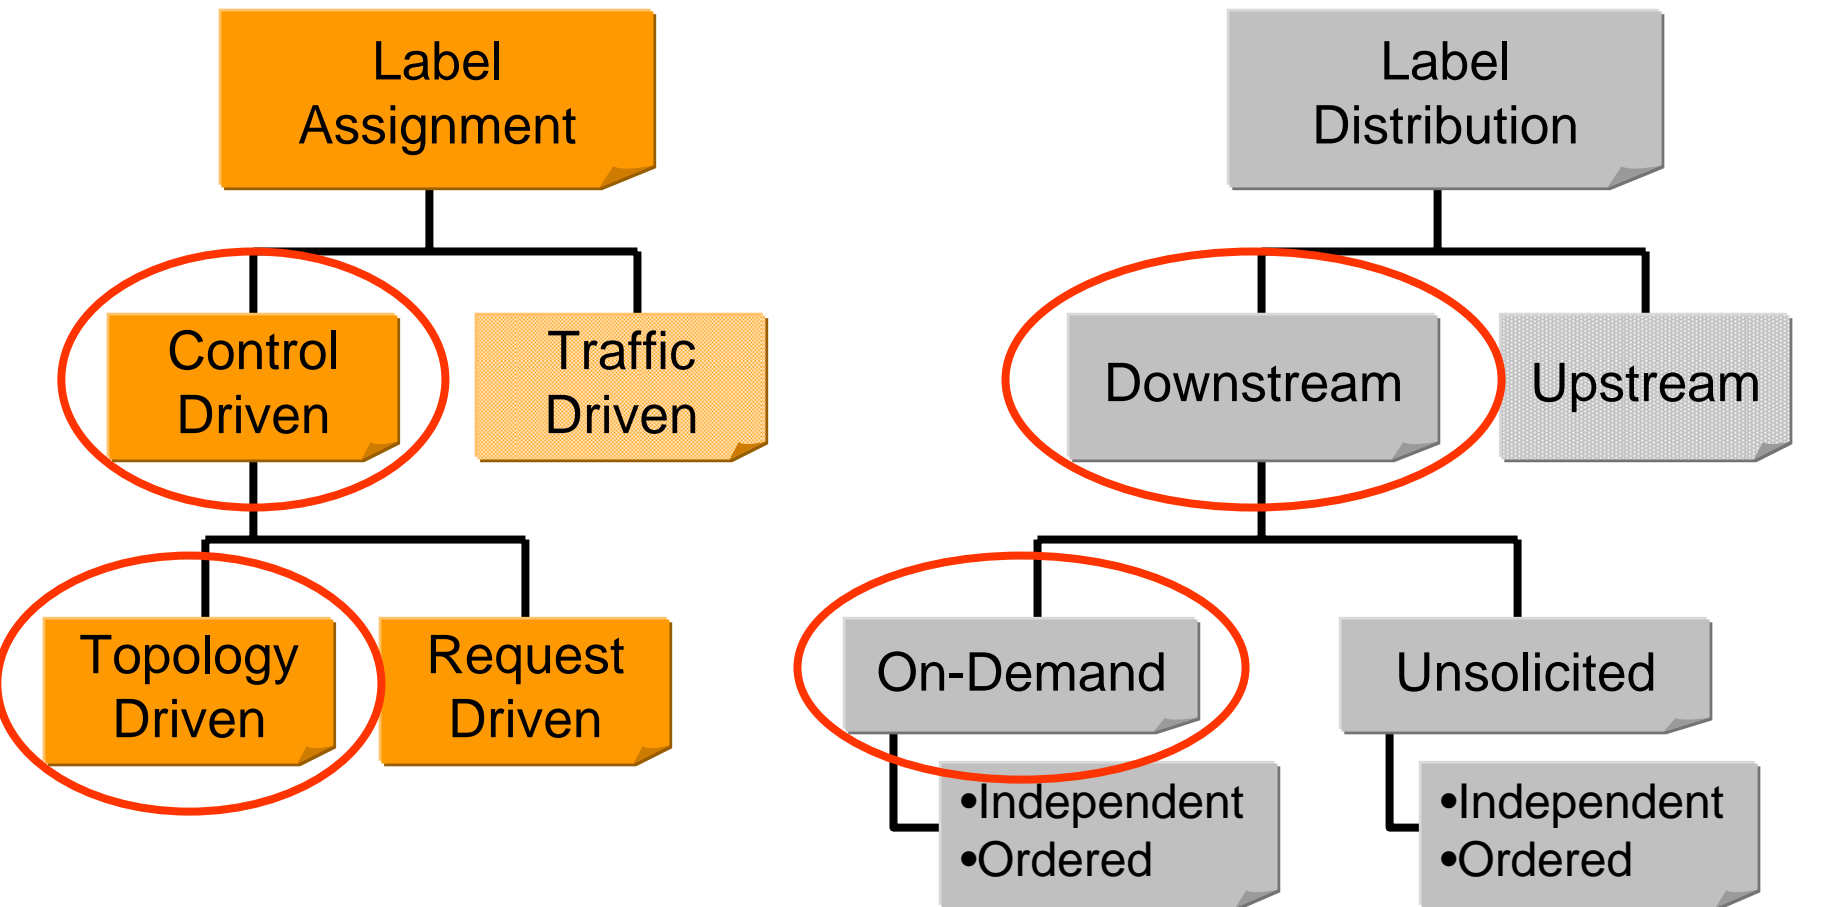 Label
Assignment
Control
Driven
Traffic
Driven
Topology
Driven
Request
Driven
Label
Distribution
Downstream
Upstream
On-Demand
•Independent
•Ordered
Unsolicited
•Independent
•Ordered